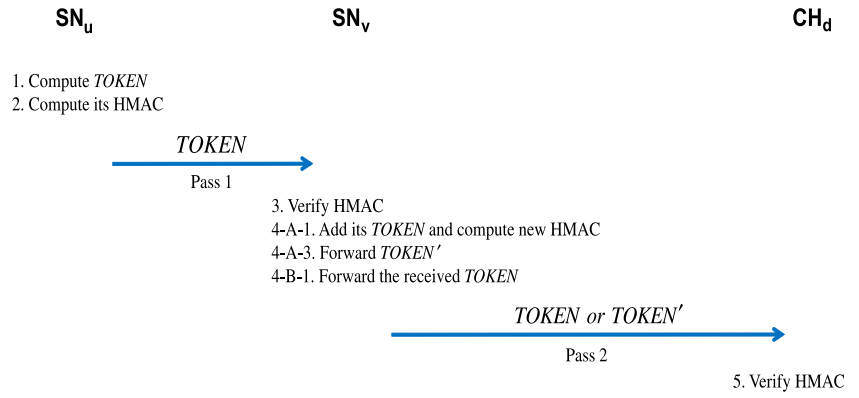 SNu SNv CHd
1. Compute TOKEN
2. Compute its HMAC
TOKEN
Pass 1
3. Verify HMAC
4-A-1. Add its TOKEN and compute new HMAC
4-A-3. Forward TOKEN′
4-B-1. Forward the received TOKEN
TOKEN or TOKEN′
Pass 2
5. Verify HMAC